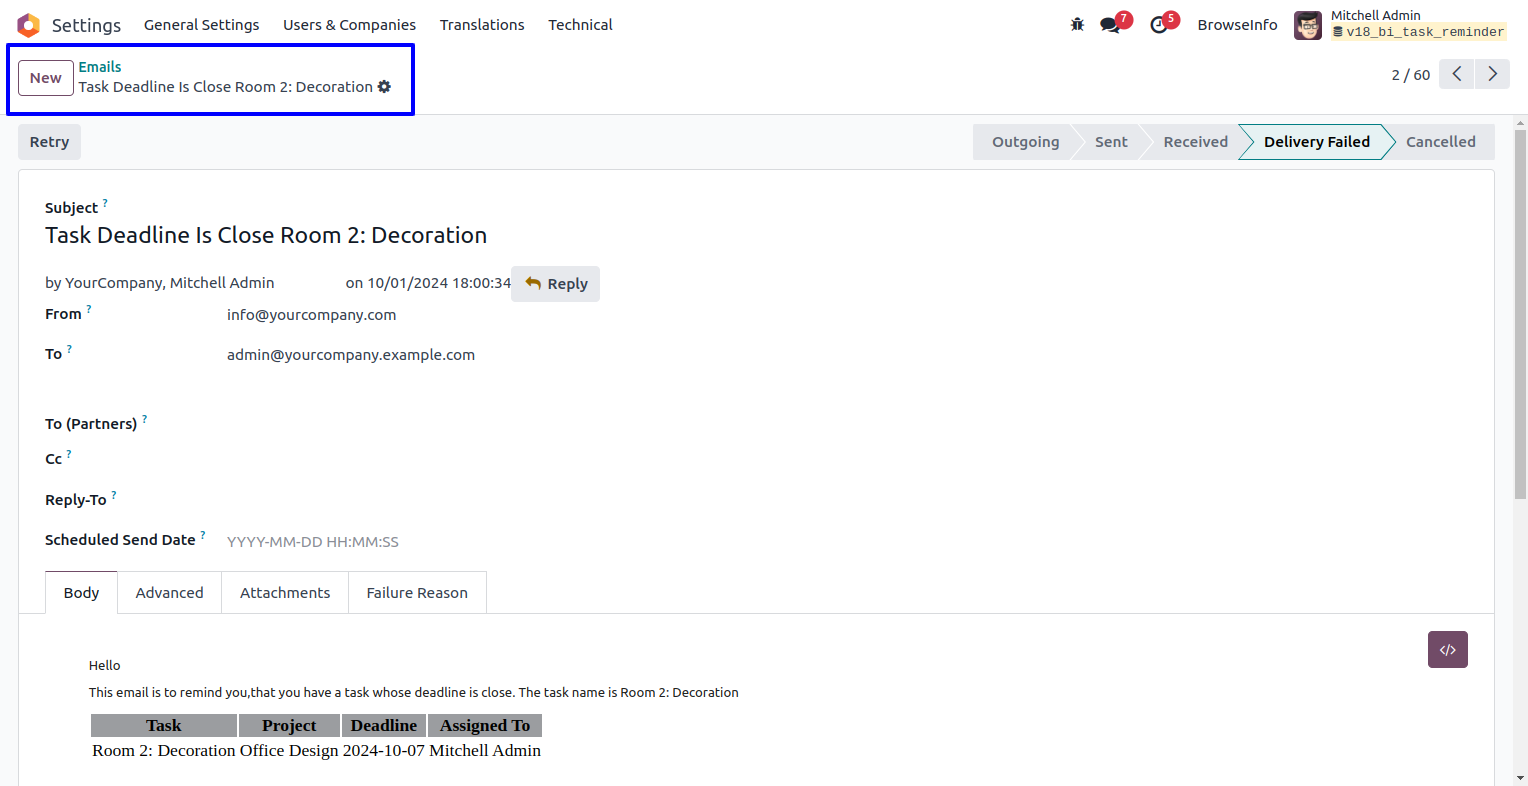 Settings General Settings Users & Companies Translations Technical 7 5 BrowseInfo Mitchell Admin
v18_bi_task_reminder
New Emails
Task Deadline Is Close Room 2: Decoration
2 / 60
Retry Outgoing Sent Received Delivery Failed Cancelled
Subject ?
Task Deadline Is Close Room 2: Decoration
by YourCompany, Mitchell Admin on 10/01/2024 18:00:34 Reply
From ? info@yourcompany.com
To ? admin@yourcompany.example.com
To (Partners) ?
Cc ?
Reply-To ?
Scheduled Send Date ? YYYY-MM-DD HH:MM:SS
Body Advanced Attachments Failure Reason
</>
Hello
This email is to remind you,that you have a task whose deadline is close. The task name is Room 2: Decoration
Task Project Deadline Assigned To
Room 2: Decoration Office Design 2024-10-07 Mitchell Admin